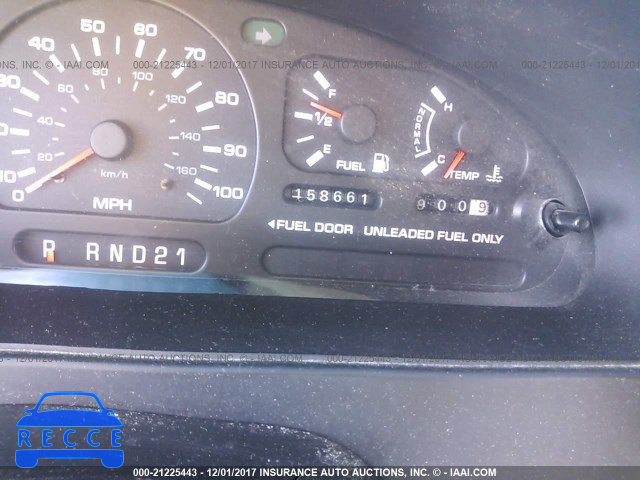 © IAAI.COM 000-21225443 - 12/01/2017 INSURANCE AUTO AUCTIONS, INC. - © IAAI.COM
50
40 60
30 70
20 80
10 90
0 100
20 40 60 80 100 120 140 160
km/h
MPH
F
1/2
E
FUEL
H
NORMAL
C
TEMP
158661
9009
◄FUEL DOOR UNLEADED FUEL ONLY
P RND21
RECCE
000-21225443 - 12/01/2017 INSURANCE AUTO AUCTIONS, INC. - © IAAI.COM